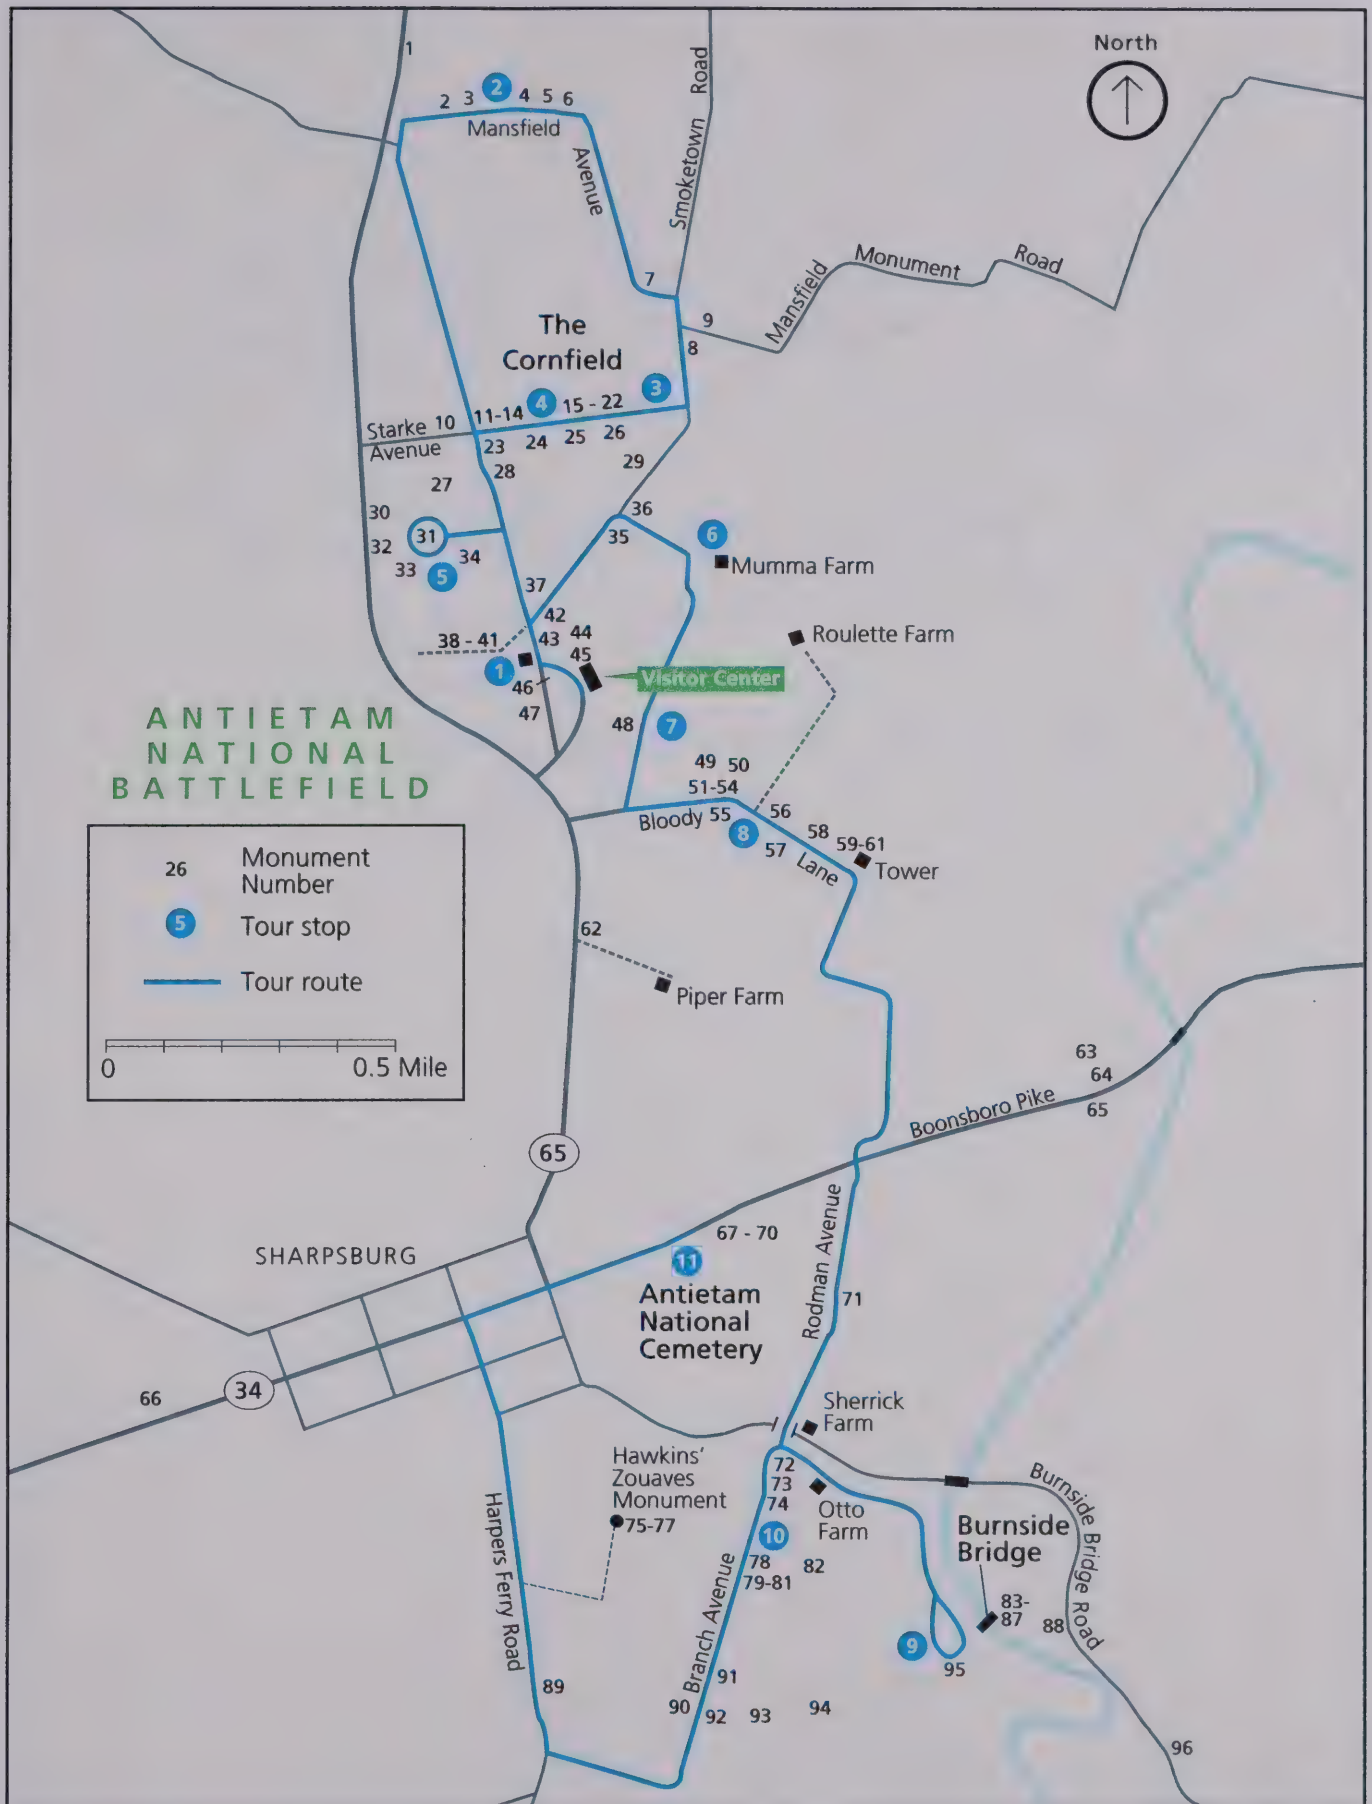 1
North
2 3 2 4 5 6
Mansfield
Avenue
Smoketown Road
7
9
8
Mansfield Monument Road
The
Cornfield
3
Starke 10 11-14 4 15 - 22
Avenue
23 24 25 26
27
28
29
30
31
32
33
34
5
35
36
6
Mumma Farm
37
Roulette Farm
38 - 41
42
43
44
45
1
46
47
Visitor Center
48
7
49 50
51-54
Bloody 55
8
56
57
58
59-61
Lane
Tower
ANTIETAM
NATIONAL
BATTLEFIELD
26
Monument
Number
5
Tour stop
Tour route
0
0.5 Mile
62
Piper Farm
63
64
65
Boonsboro Pike
65
SHARPSBURG
67 - 70
11
Antietam
National
Cemetery
Rodman Avenue
71
66
34
Sherrick
Farm
Hawkins'
Zouaves
Monument
75-77
72
73
74
Otto
Farm
10
78
79-81
82
Burnside
Bridge
Burnside Bridge Road
83-
87
88
Harpers Ferry Road
Branch Avenue
9
95
89
90
91
92
93
94
96